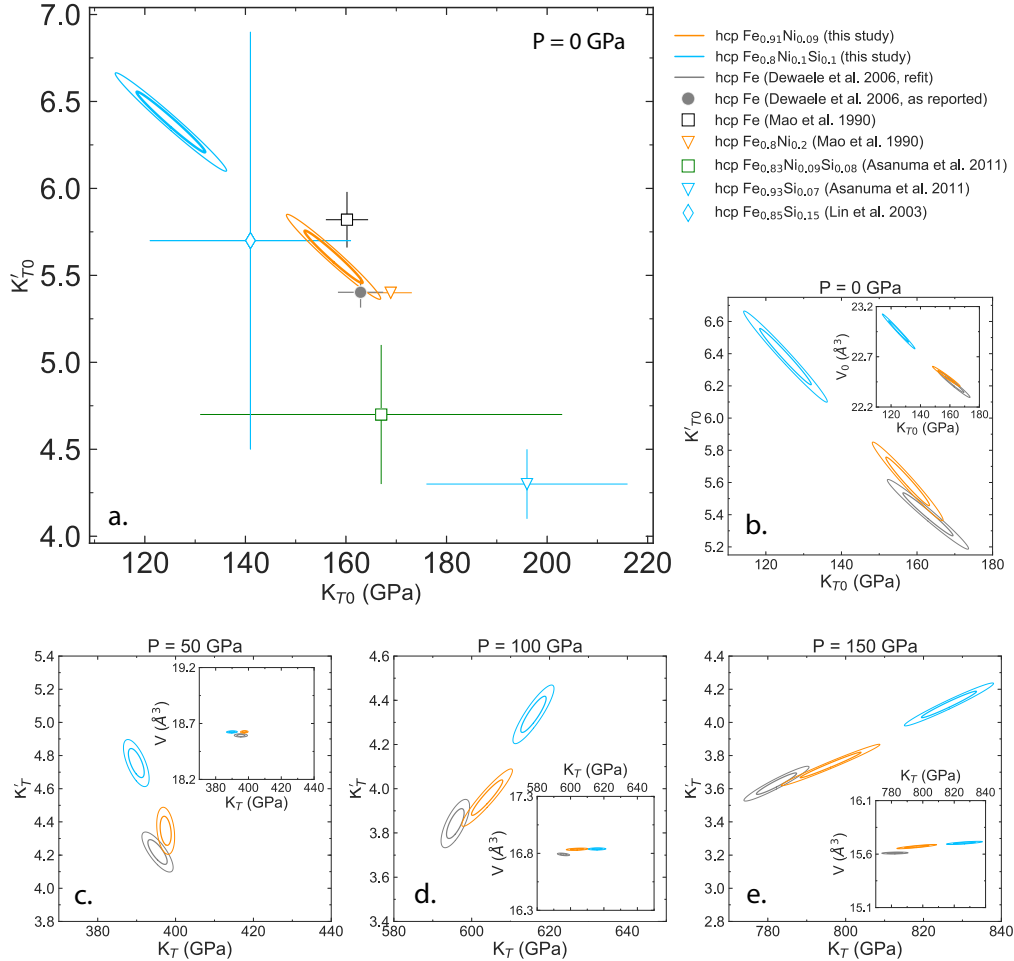 P = 0 GPa
7.0
6.5
6.0
5.5
5.0
4.5
4.0
K′T0
a.
120 140 160 180 200 220
KT0 (GPa)
hcp Fe0.91Ni0.09 (this study)
hcp Fe0.8Ni0.1Si0.1 (this study)
hcp Fe (Dewaele et al. 2006, refit)
hcp Fe (Dewaele et al. 2006, as reported)
hcp Fe (Mao et al. 1990)
hcp Fe0.8Ni0.2 (Mao et al. 1990)
hcp Fe0.83Ni0.09Si0.08 (Asanuma et al. 2011)
hcp Fe0.93Si0.07 (Asanuma et al. 2011)
hcp Fe0.85Si0.15 (Lin et al. 2003)
P = 0 GPa
6.6
6.4
6.2
6.0
5.8
5.6
5.4
5.2
K′T0
b.
120 140 160 180
KT0 (GPa)
23.2
22.7
22.2
V0 (Å3)
120 140 160 180
KT0 (GPa)
P = 50 GPa
5.4
5.2
5.0
4.8
4.6
4.4
4.2
4.0
3.8
K′T
c.
380 400 420 440
KT (GPa)
19.2
18.7
18.2
V (Å3)
380 400 420 440
KT (GPa)
P = 100 GPa
4.6
4.4
4.2
4.0
3.8
3.6
3.4
K′T
d.
600 620 640
KT (GPa)
KT (GPa)
580 600 620 640
17.3
16.8
16.3
V (Å3)
P = 150 GPa
4.4
4.2
4.0
3.8
3.6
3.4
3.2
3.0
2.8
K′T
e.
780 800 820 840
KT (GPa)
KT (GPa)
780 800 820 840
16.1
15.6
15.1
V (Å3)